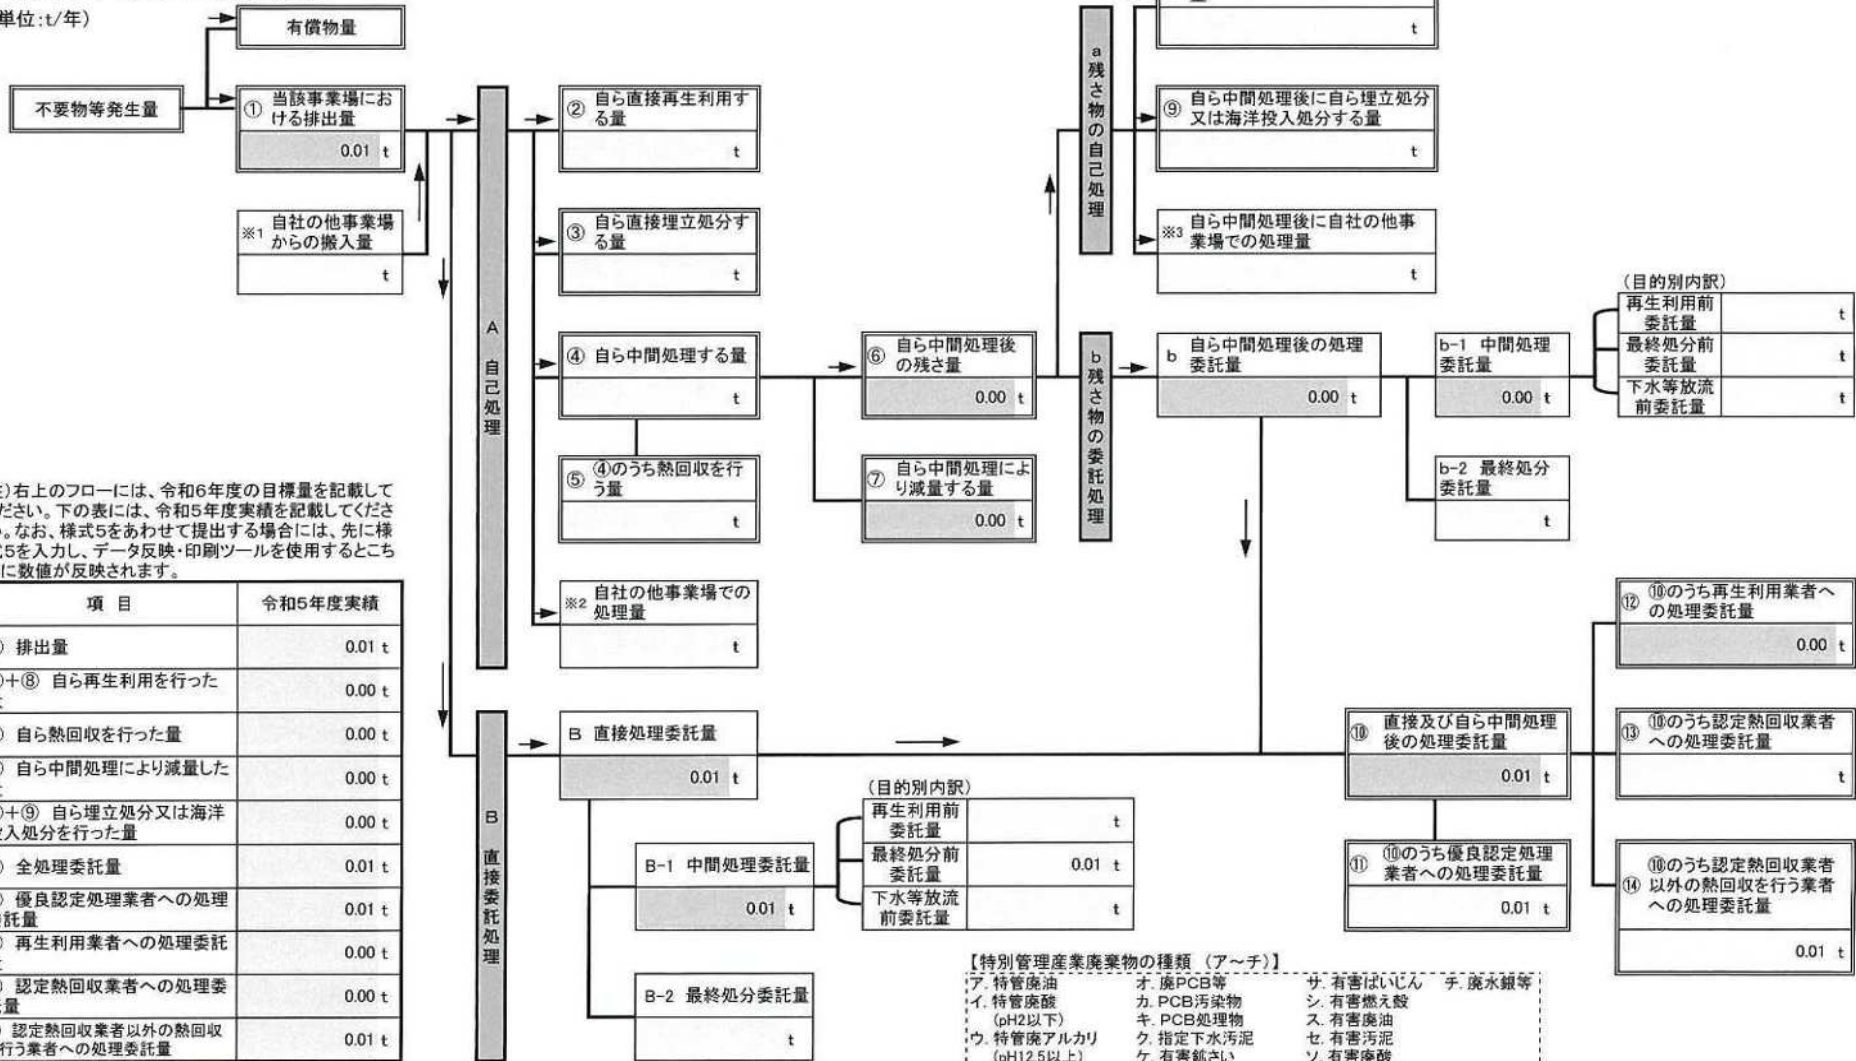 単位:t/年)
有償物量
不要物等発生量
① 当該事業場にお
ける排出量
0.01 t
※1 自社の他事業場
からの搬入量
t
A 自己処理
② 自ら直接再生利用す
る量
t
③ 自ら直接埋立処分す
る量
t
④ 自ら中間処理する量
t
⑤ ④のうち熱回収を行
う量
t
※2 自社の他事業場での
処理量
t
⑥ 自ら中間処理後
の残さ量
0.00 t
⑦ 自ら中間処理によ
り減量する量
0.00 t
a 残さ物の自己処理
t
⑨ 自ら中間処理後に自ら埋立処分
又は海洋投入処分する量
t
※3 自ら中間処理後に自社の他事
業場での処理量
t
b 残さ物の委託処理
b 自ら中間処理後の処理
委託量
0.00 t
b-1 中間処理
委託量
0.00 t
b-2 最終処分
委託量
t
(目的別内訳)
再生利用前
委託量 t
最終処分前
委託量 t
下水等放流
前委託量 t
)右上のフローには、令和6年度の目標量を記載して
ださい。下の表には、令和5年度実績を記載してくださ
。なお、様式5をあわせて提出する場合には、先に様
5を入力し、データ反映・印刷ツールを使用するとこち
に数値が反映されます。
項 目 令和5年度実績
) 排出量 0.01 t
)+⑧ 自ら再生利用を行った 0.00 t
) 自ら熱回収を行った量 0.00 t
) 自ら中間処理により減量した 0.00 t
)+⑨ 自ら埋立処分又は海洋
入処分を行った量 0.00 t
) 全処理委託量 0.01 t
) 優良認定処理業者への処理
託量 0.01 t
) 再生利用業者への処理委託 0.00 t
) 認定熱回収業者への処理委
量 0.00 t
) 認定熱回収業者以外の熱回収
行う業者への処理委託量 0.01 t
B 直接委託処理
B 直接処理委託量
0.01 t
B-1 中間処理委託量
0.01 t
B-2 最終処分委託量
t
(目的別内訳)
再生利用前
委託量 t
最終処分前
委託量 0.01 t
下水等放流
前委託量 t
⑩ 直接及び自ら中間処理
後の処理委託量
0.01 t
⑪ ⑩のうち優良認定処理
業者への処理委託量
0.01 t
⑫ ⑩のうち再生利用業者へ
の処理委託量
0.00 t
⑬ ⑩のうち認定熱回収業者
への処理委託量
t
⑭ ⑩のうち認定熱回収業者
以外の熱回収を行う業者
への処理委託量
0.01 t
【特別管理産業廃棄物の種類 (ア~チ)】
ア. 特管廃油 オ. 廃PCB等 サ. 有害ばいじん チ. 廃水銀等
イ. 特管廃酸 カ. PCB汚染物 シ. 有害燃え殻
(pH2以下) キ. PCB処理物 ス. 有害廃油
ウ. 特管廃アルカリ ク. 指定下水汚泥 セ. 有害汚泥
(pH12.5以上) ケ. 有害鉱さい ソ. 有害廃酸